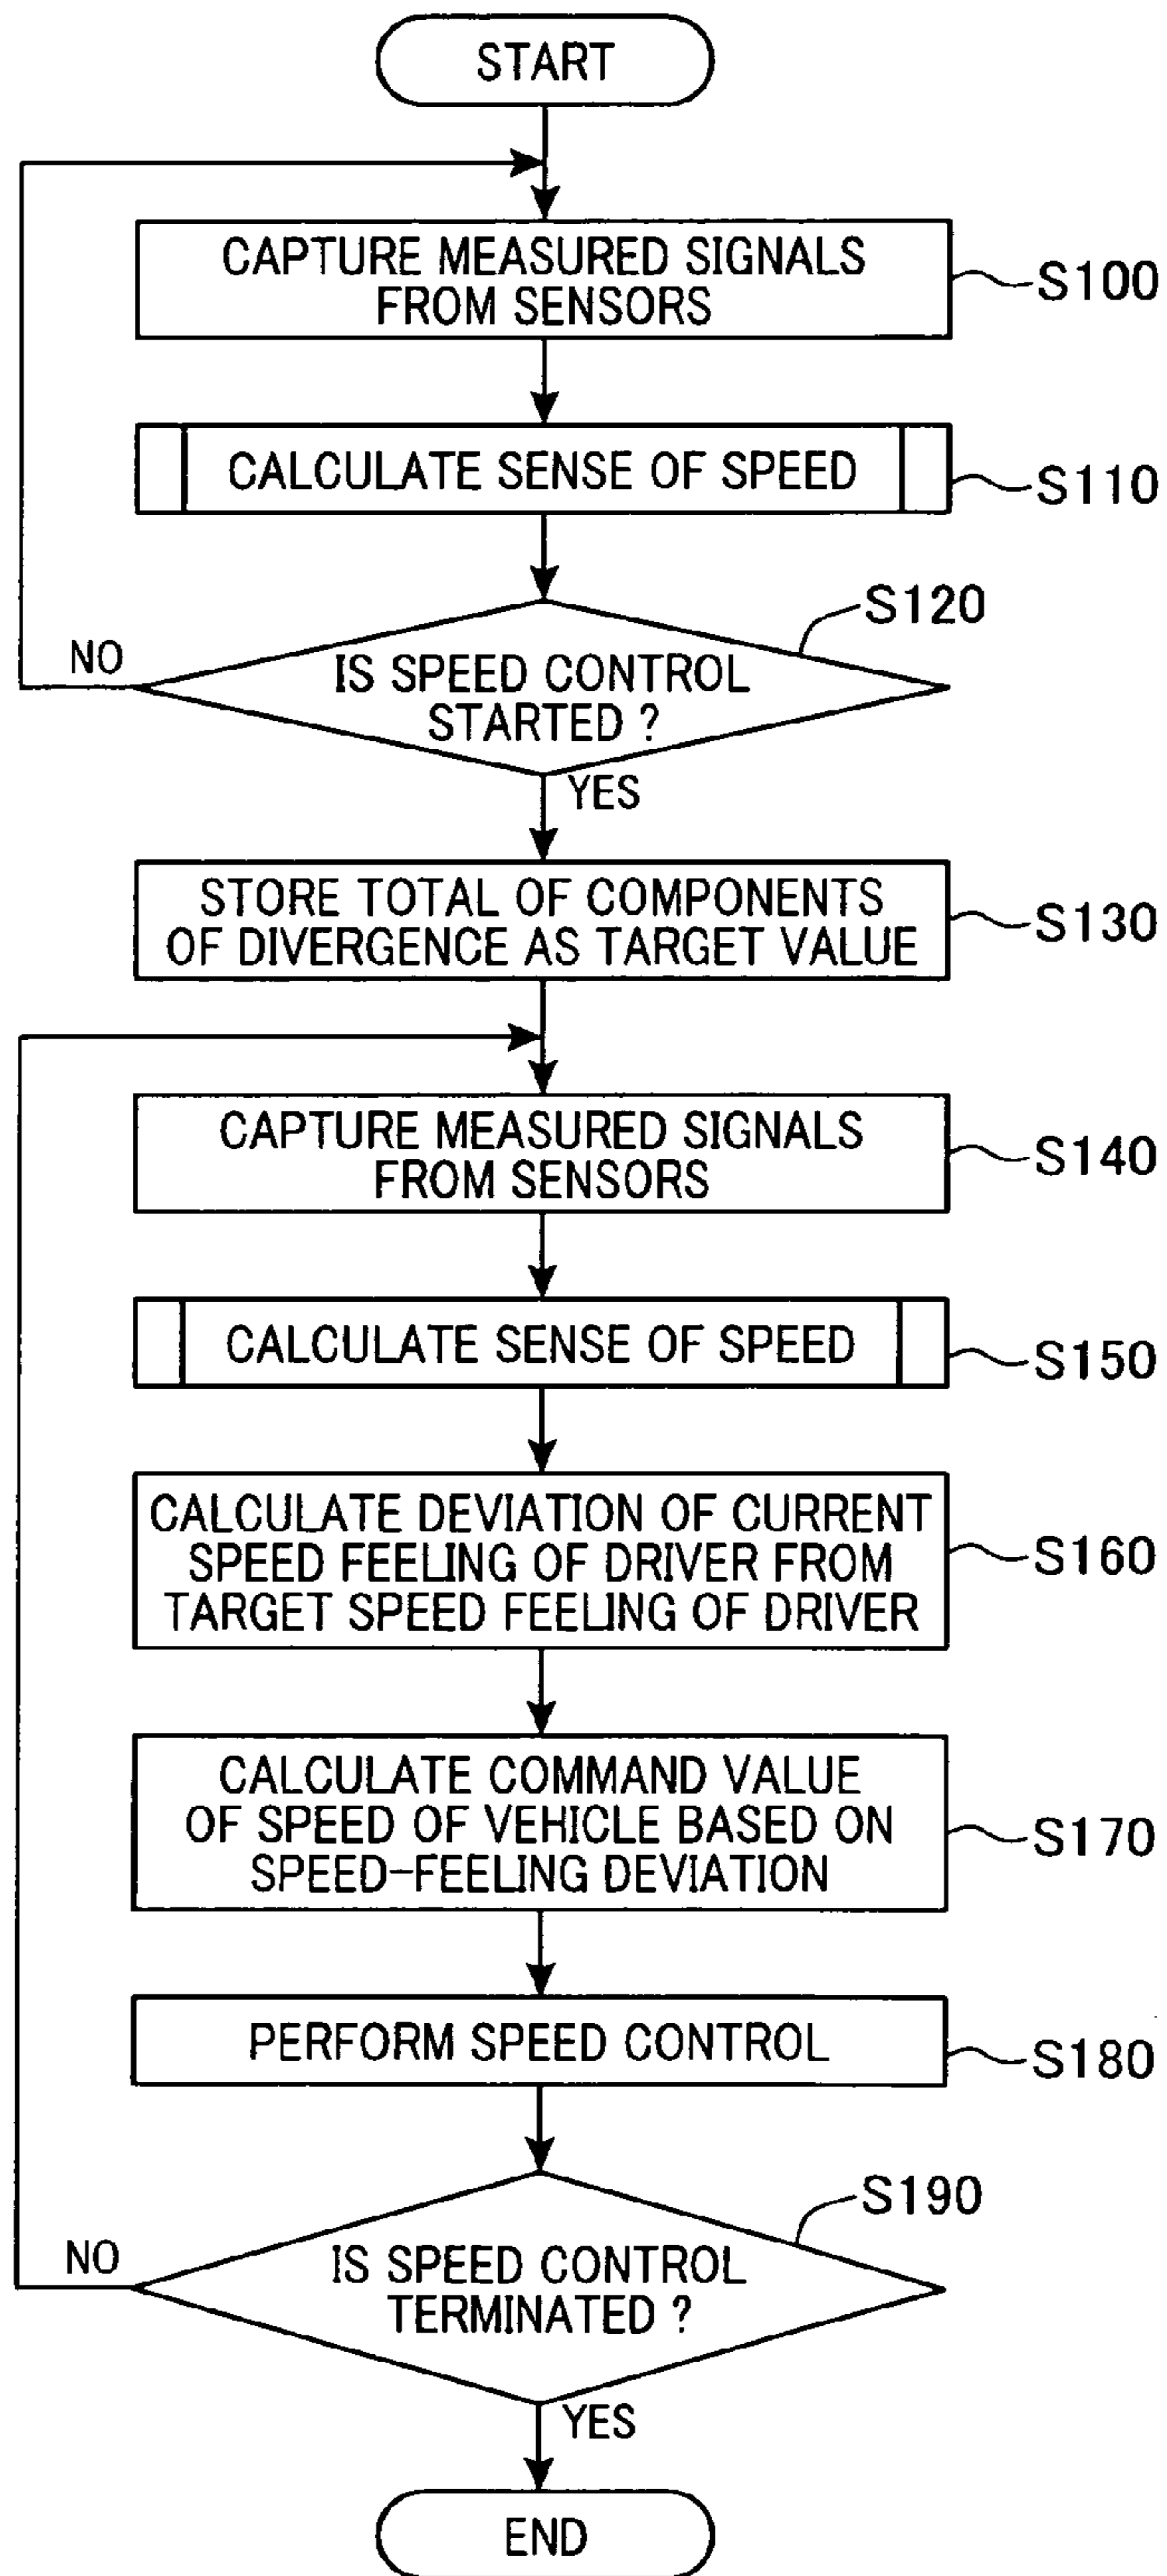 START
CAPTURE MEASURED SIGNALS
FROM SENSORS
S100
CALCULATE SENSE OF SPEED
S110
S120
NO
IS SPEED CONTROL
STARTED ?
YES
STORE TOTAL OF COMPONENTS
OF DIVERGENCE AS TARGET VALUE
S130
CAPTURE MEASURED SIGNALS
FROM SENSORS
S140
CALCULATE SENSE OF SPEED
S150
CALCULATE DEVIATION OF CURRENT
SPEED FEELING OF DRIVER FROM
TARGET SPEED FEELING OF DRIVER
S160
CALCULATE COMMAND VALUE
OF SPEED OF VEHICLE BASED ON
SPEED-FEELING DEVIATION
S170
PERFORM SPEED CONTROL
S180
S190
NO
IS SPEED CONTROL
TERMINATED ?
YES
END